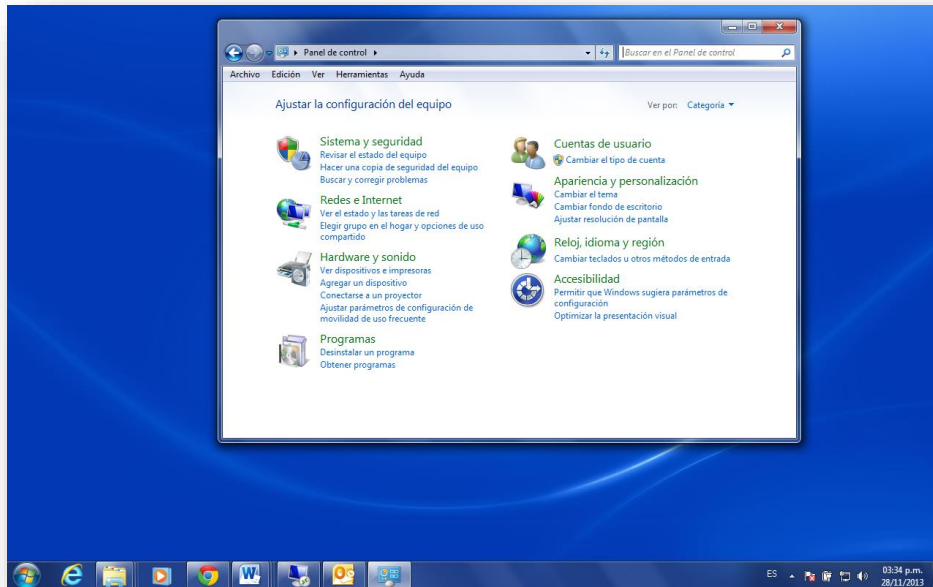 Panel de control
Buscar en el Panel de control
Archivo Edición Ver Herramientas Ayuda
Ajustar la configuración del equipo
Ver por: Categoría
Sistema y seguridad
Revisar el estado del equipo
Hacer una copia de seguridad del equipo
Buscar y corregir problemas
Redes e Internet
Ver el estado y las tareas de red
Elegir grupo en el hogar y opciones de uso
compartido
Hardware y sonido
Ver dispositivos e impresoras
Agregar un dispositivo
Conectarse a un proyector
Ajustar parámetros de configuración de
movilidad de uso frecuente
Programas
Desinstalar un programa
Obtener programas
Cuentas de usuario
Cambiar el tipo de cuenta
Apariencia y personalización
Cambiar el tema
Cambiar fondo de escritorio
Ajustar resolución de pantalla
Reloj, idioma y región
Cambiar teclados u otros métodos de entrada
Accesibilidad
Permitir que Windows sugiera parámetros de
configuración
Optimizar la presentación visual
ES
03:34 p.m.
28/11/2013